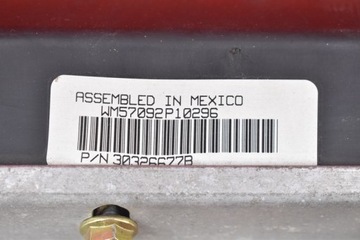 ASSEMBLED IN MEXICO
WM57092P10296
P/N 30326677B